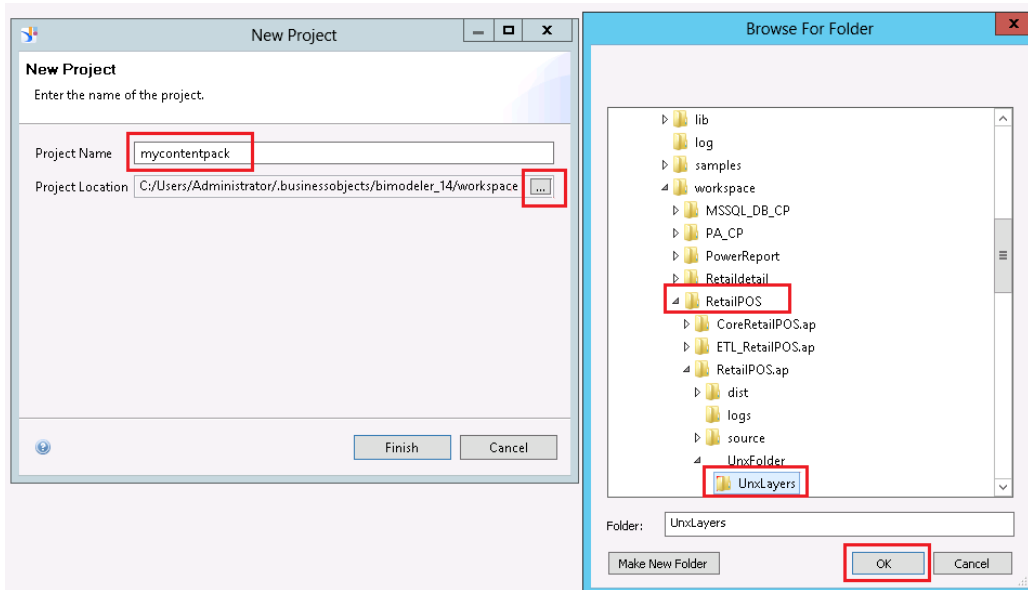 New Project
New Project
Enter the name of the project.
Project Name mycontentpack
Project Location C:/Users/Administrator/.businessobjects/bimodeler_14/workspace ...
Finish Cancel
Browse For Folder
lib
log
samples
workspace
MSSQL_DB_CP
PA_CP
PowerReport
Retaildetail
RetailPOS
CoreRetailPOS.ap
ETL_RetailPOS.ap
RetailPOS.ap
dist
logs
source
UnxFolder
UnxLayers
Folder: UnxLayers
Make New Folder OK Cancel